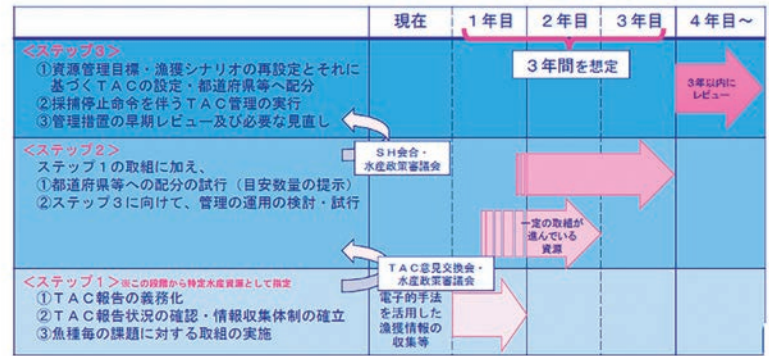 現在 1年目 2年目 3年目 4年目～
3年間を想定
＜ステップ3＞
①資源管理目標・漁獲シナリオの再設定とそれに
基づくTACの設定・都道府県等へ配分
②採捕停止命令を伴うTAC管理の実行
③管理措置の早期レビュー及び必要な見直し
3年以内に
レビュー
SH会合・
水産政策審議会
＜ステップ2＞
ステップ1の取組に加え、
①都道府県等への配分の試行（目安数量の提示）
②ステップ3に向けて、管理の運用の検討・試行
一定の取組が
進んでいる
資源
TAC意見交換会・
水産政策審議会
＜ステップ1＞※この段階から特定水産資源として指定
①TAC報告の義務化
②TAC報告状況の確認・情報収集体制の確立
③魚種毎の課題に対する取組の実施
電子的手法
を活用した
漁獲情報の
収集等